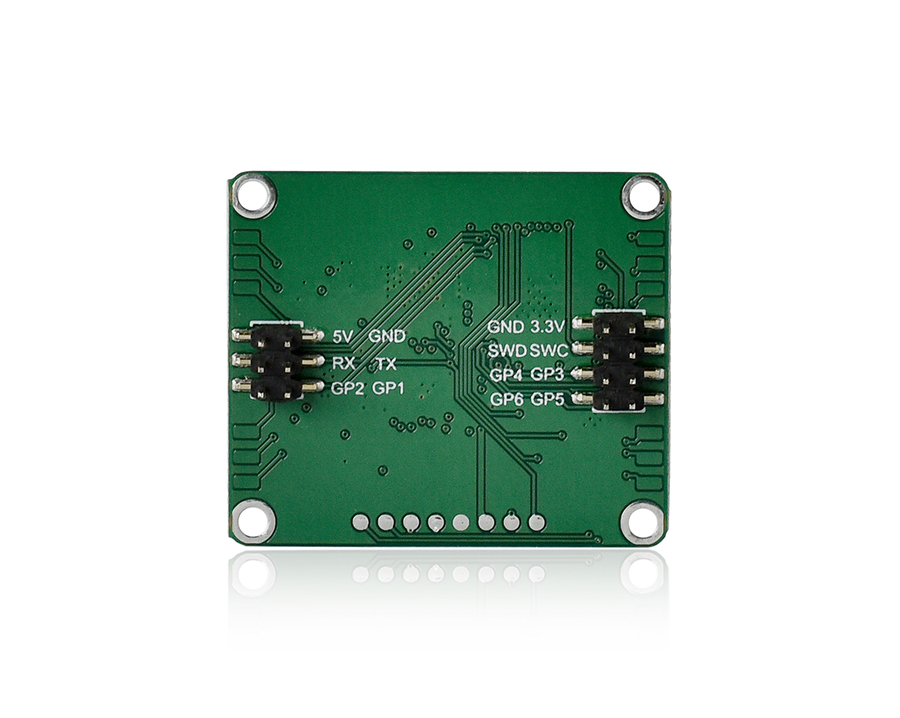 5V GND
RX TX
GP2 GP1
GND 3.3V
SWD SWC
GP4 GP3
GP6 GP5